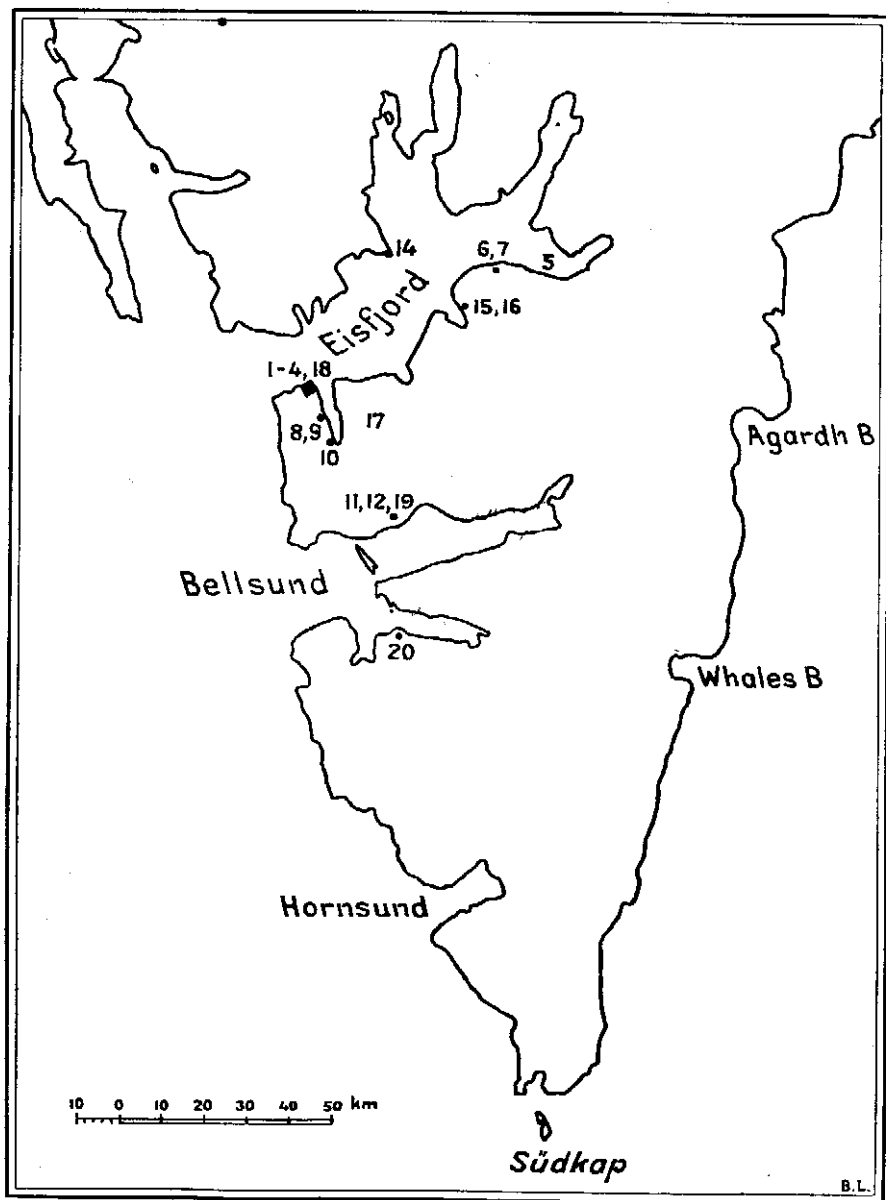 14
6,7
5
Eisfjord
15,16
1-4,18
8,9
17
10
Agardh B
11,12,19
Bellsund
20
Whales B
Hornsund
10 0 10 20 30 40 50 km
Südkap
B.L.